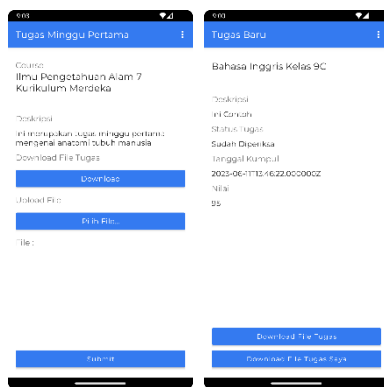 9:03
Tugas Minggu Pertama
Course
Ilmu Pengetahuan Alam 7
Kurikulum Merdeka
Deskripsi
Ini merupakan tugas minggu pertama
mengenai anatomi tubuh manusia
Download File Tugas
Download
Upload File
Pilih File...
File :
Submit
9:01
Tugas Baru
Bahasa Inggris Kelas 9C
Deskripsi
Ini Contoh
Status Tugas
Sudah Diperiksa
Tanggal Kumpul
2023-06-11T13:46:22.000000Z
Nilai
95
Download File Tugas
Download File Tugas Saya